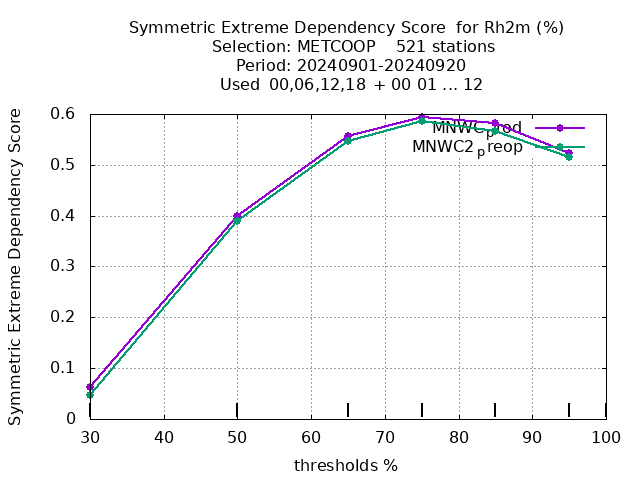 Symmetric Extreme Dependency Score  for Rh2m (%)
Selection: METCOOP    521 stations
Period: 20240901-20240920
Used  00,06,12,18  + 00 01 ... 12
Symmetric Extreme Dependency Score
0.6
0.5
0.4
0.3
0.2
0.1
0
MNWCprod
MNWC2preop
30 40 50 60 70 80 90 100
thresholds %